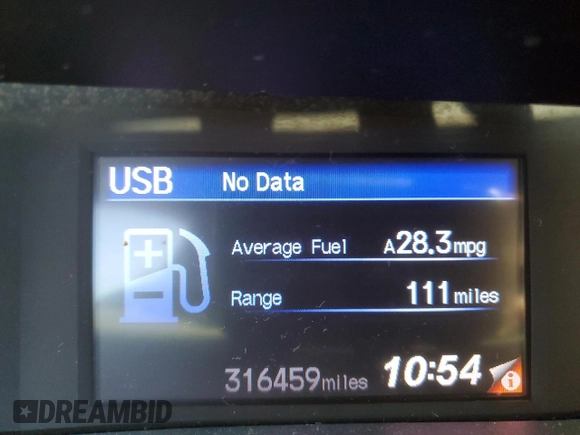 USB No Data
Average Fuel A28.3mpg
Range 111miles
316459miles 10:54 i
DREAMBID